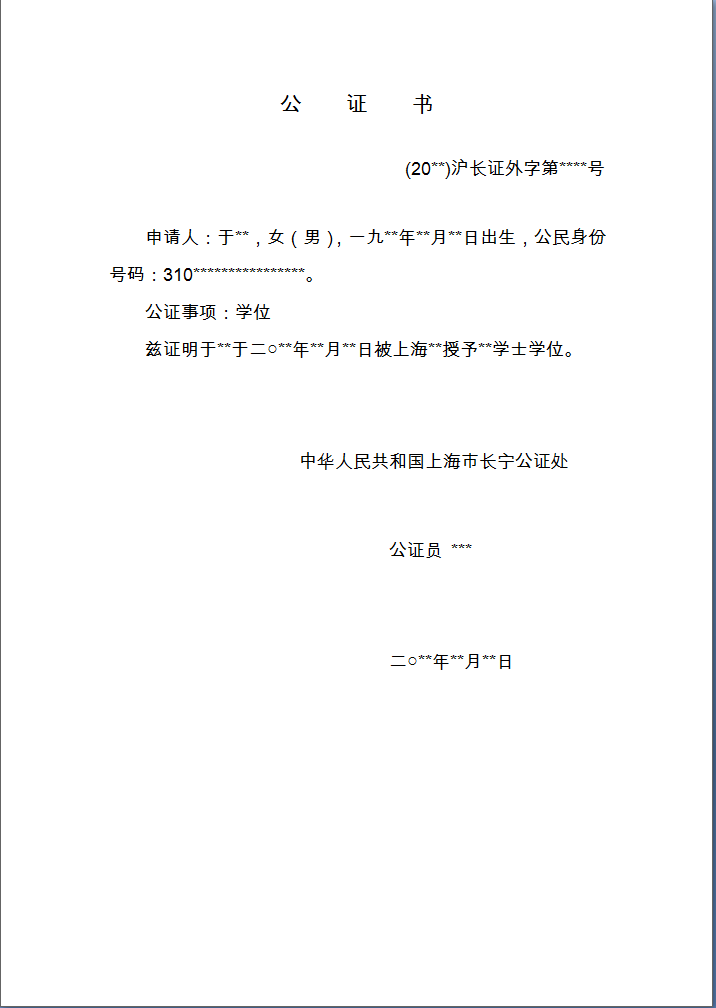 公 证 书
(20**)沪长证外字第****号
申请人：于**，女（男），一九**年**月**日出生，公民身份
号码：310****************。
公证事项：学位
兹证明于**于二○**年**月**日被上海**授予**学士学位。
中华人民共和国上海市长宁公证处
公证员 ***
二○**年**月**日